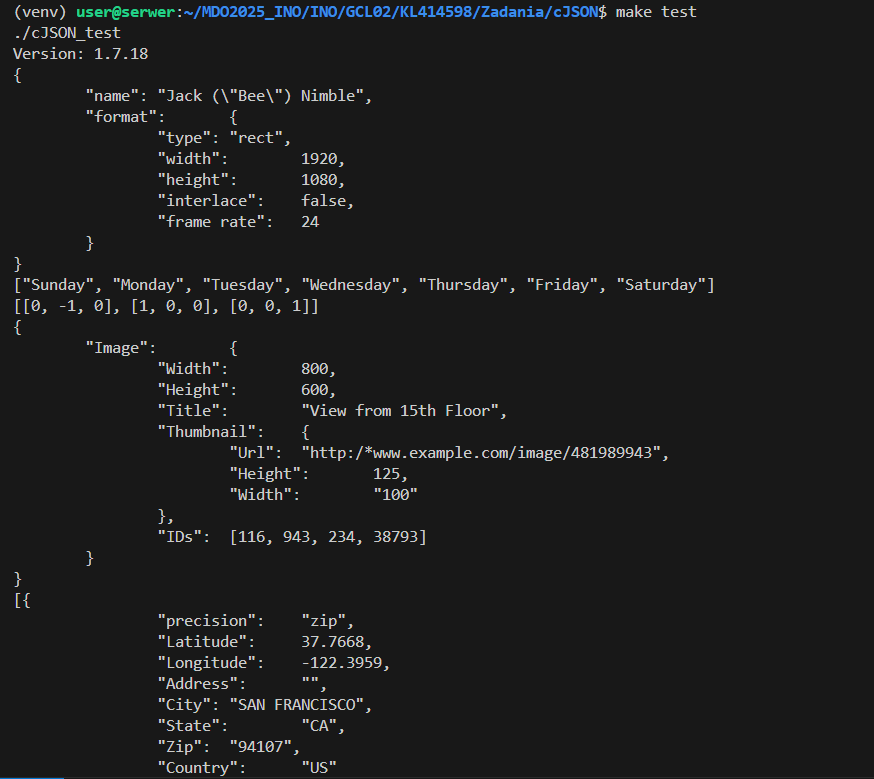 (venv) user@serwer:~/MDO2025_INO/INO/GCL02/KL414598/Zadania/cJSON$ make test
./cJSON_test
Version: 1.7.18
{
        "name": "Jack (\"Bee\") Nimble",
        "format":       {
                "type": "rect",
                "width":        1920,
                "height":       1080,
                "interlace":    false,
                "frame rate":   24
        }
}
["Sunday", "Monday", "Tuesday", "Wednesday", "Thursday", "Friday", "Saturday"]
[[0, -1, 0], [1, 0, 0], [0, 0, 1]]
{
        "Image":        {
                "Width":        800,
                "Height":       600,
                "Title":        "View from 15th Floor",
                "Thumbnail":    {
                        "Url":  "http:/*www.example.com/image/481989943",
                        "Height":       125,
                        "Width":        "100"
                },
                "IDs":  [116, 943, 234, 38793]
        }
}
[{
                "precision":    "zip",
                "Latitude":     37.7668,
                "Longitude":    -122.3959,
                "Address":      "",
                "City": "SAN FRANCISCO",
                "State":        "CA",
                "Zip":  "94107",
                "Country":      "US"